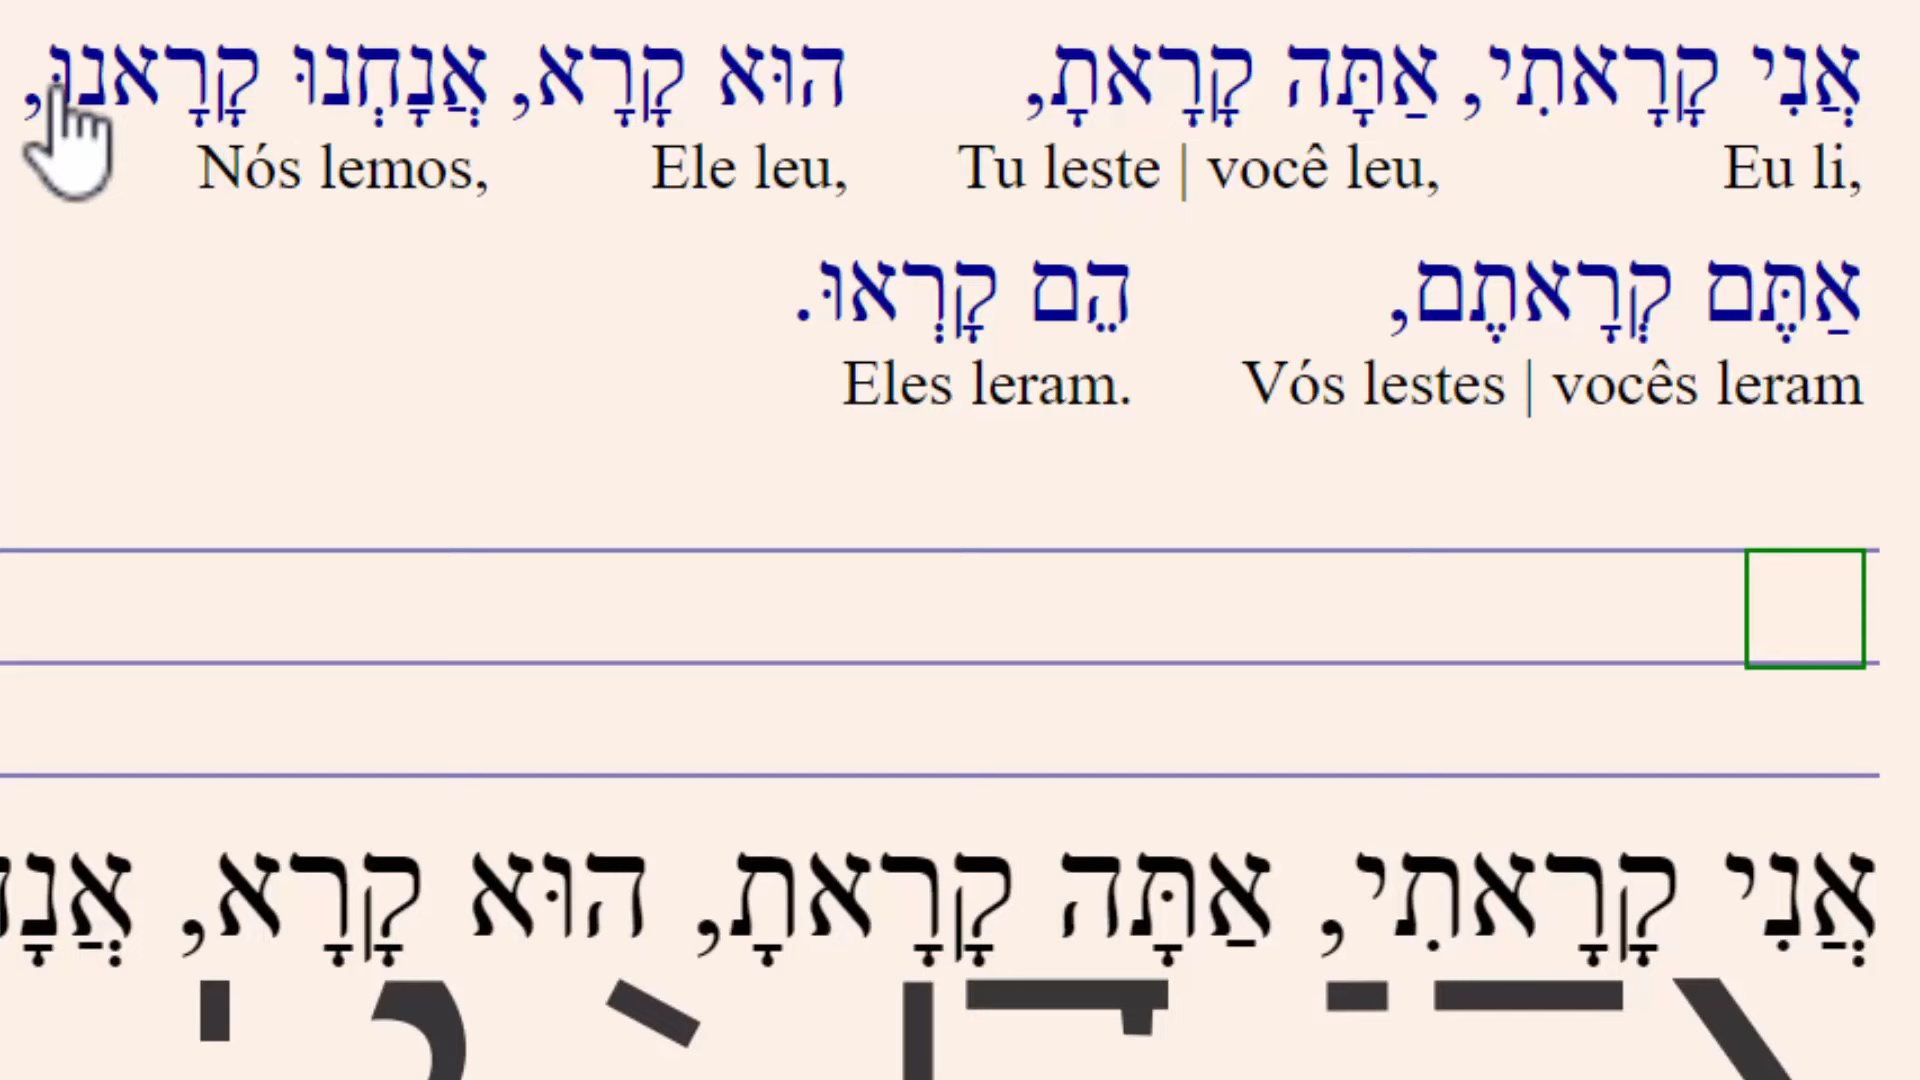 אֲנִי קָרָאתִי, אַתָּה קָרָאתָ, הוּא קָרָא, אֲנָחְנוּ קָרָאנוּ,
Nós lemos, Ele leu, Tu leste | você leu, Eu li,
אַתֶּם קְרָאתֶם, הֵם קָרְאוּ.
Eles leram. Vós lestes | vocês leram
אֲנִי קָרָאתִי, אַתָּה קָרָאתָ, הוּא קָרָא,